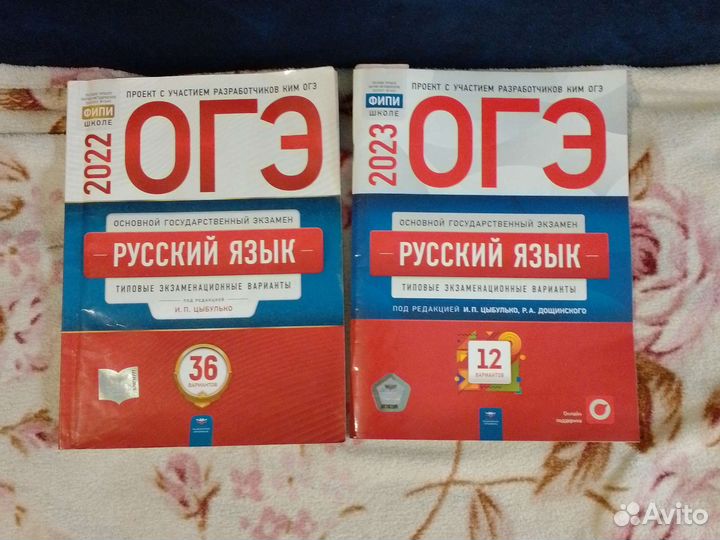 ПРОЕКТ С УЧАСТИЕМ РАЗРАБОТЧИКОВ КИМ ОГЭ
ФИПИ
ШКОЛЕ
2022
ОГЭ
ОСНОВНОЙ ГОСУДАРСТВЕННЫЙ ЭКЗАМЕН
РУССКИЙ ЯЗЫК
ТИПОВЫЕ ЭКЗАМЕНАЦИОННЫЕ ВАРИАНТЫ
ПОД РЕДАКЦИЕЙ
И.П. ЦЫБУЛЬКО
36
ВАРИАНТОВ
ПРОЕКТ С УЧАСТИЕМ РАЗРАБОТЧИКОВ КИМ ОГЭ
ФИПИ
ШКОЛЕ
2023
ОГЭ
ОСНОВНОЙ ГОСУДАРСТВЕННЫЙ ЭКЗАМЕН
РУССКИЙ ЯЗЫК
ТИПОВЫЕ ЭКЗАМЕНАЦИОННЫЕ ВАРИАНТЫ
ПОД РЕДАКЦИЕЙ И.П. ЦЫБУЛЬКО, Р.А. ДОЩИНСКОГО
12
ВАРИАНТОВ
Онлайн
поддержка
Avito